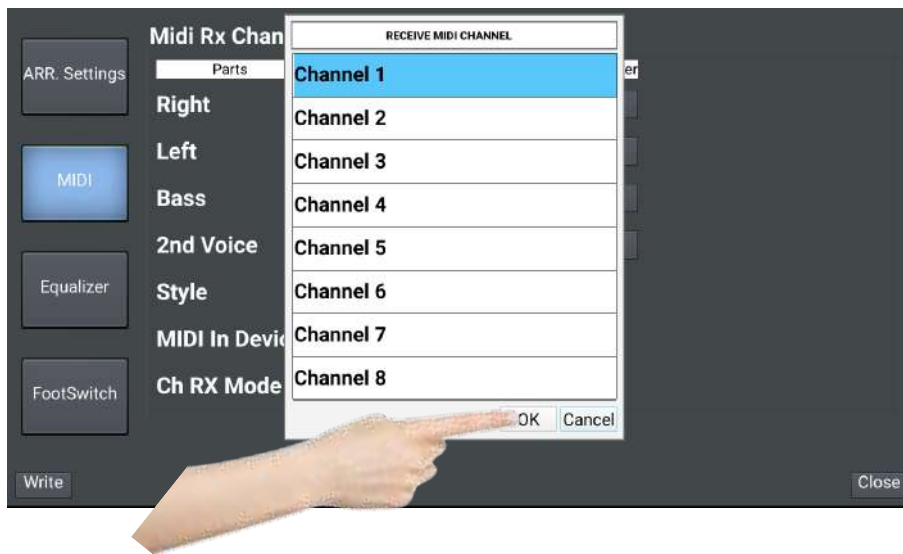 Midi Rx Chan
RECEIVE MIDI CHANNEL
ARR. Settings
Parts
er
Channel 1
Right
Channel 2
Left
Channel 3
MIDI
Bass
Channel 4
2nd Voice
Channel 5
Equalizer
Style
Channel 6
MIDI In Devic
Channel 7
FootSwitch
Ch RX Mode
Channel 8
OK
Cancel
Write
Close